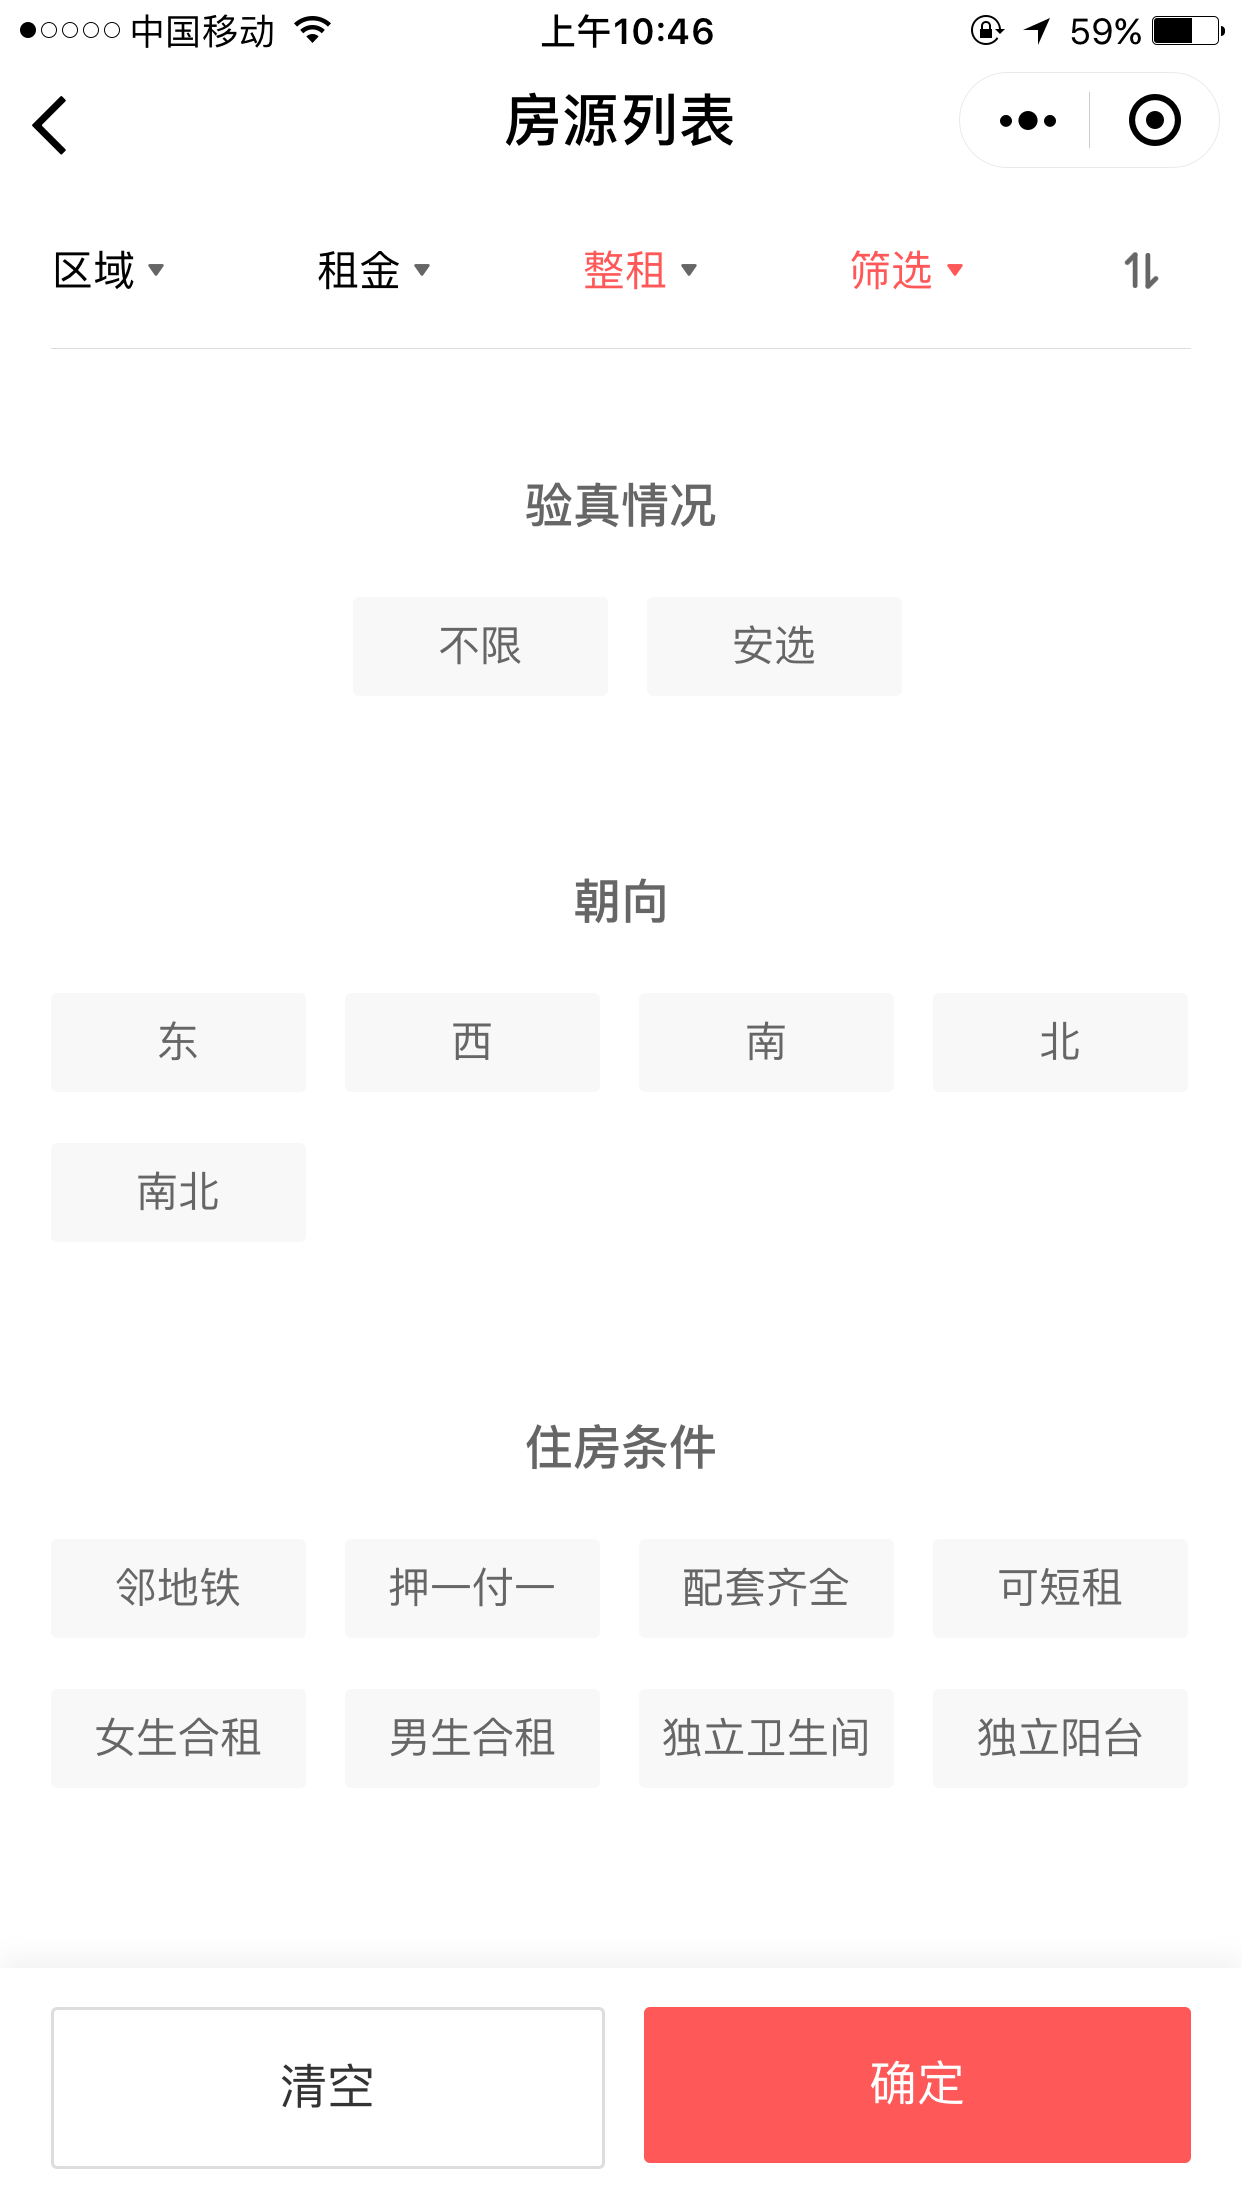 中国移动 上午10:46 59%
房源列表
区域 租金 整租 筛选
验真情况
不限 安选
朝向
东 西 南 北
南北
住房条件
邻地铁 押一付一 配套齐全 可短租
女生合租 男生合租 独立卫生间 独立阳台
清空 确定